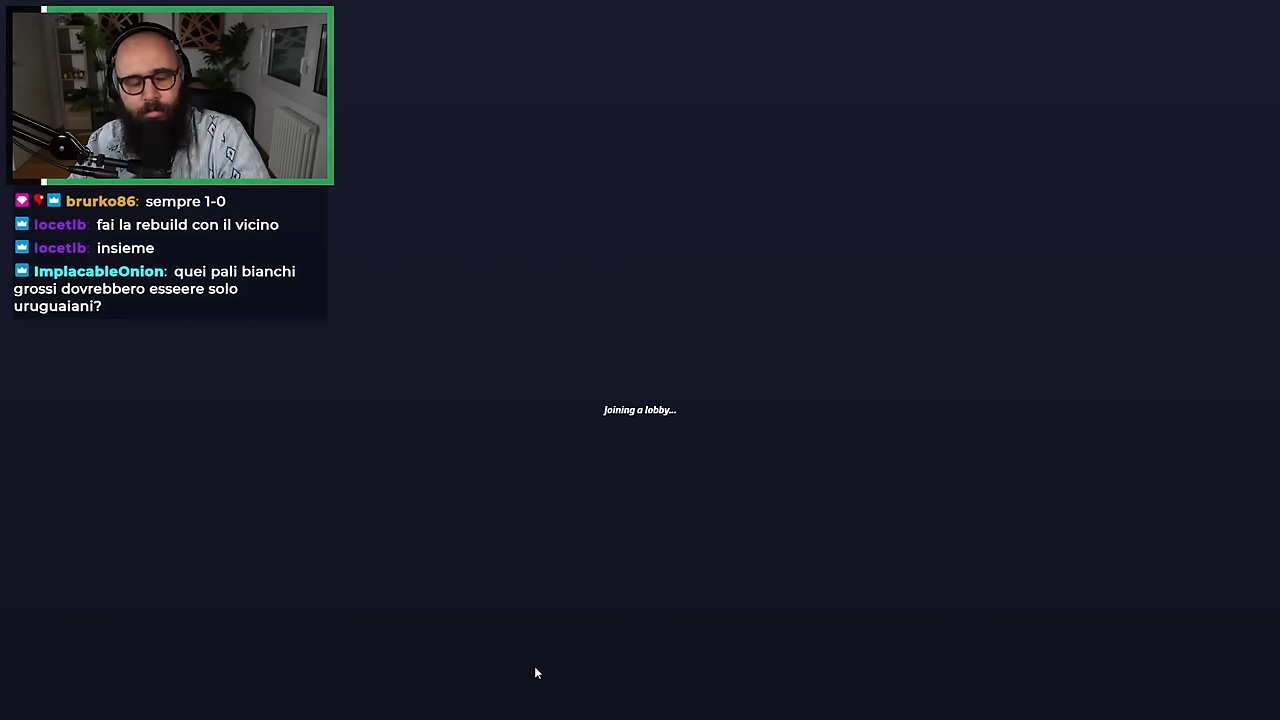 brurko86: sempre 1-0
locetlb: fai la rebuild con il vicino
locetlb: insieme
ImplacableOnion: quei pali bianchi
grossi dovrebbero esseere solo
uruguaiani?
Joining a lobby...